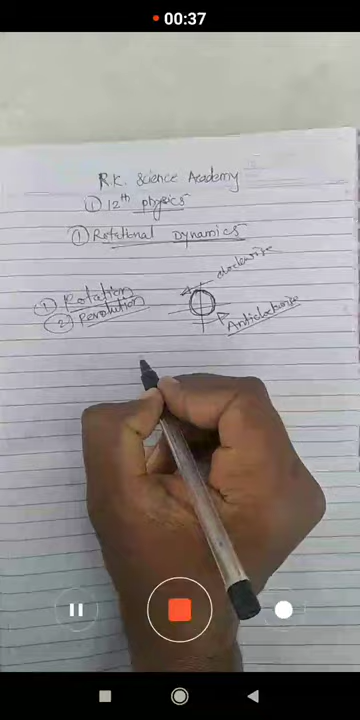 00:37
R.K. Science Academy
① 12th physics
① Rotational Dynamics
clockwise
① Rotation
② Revolution
Anticlockwise